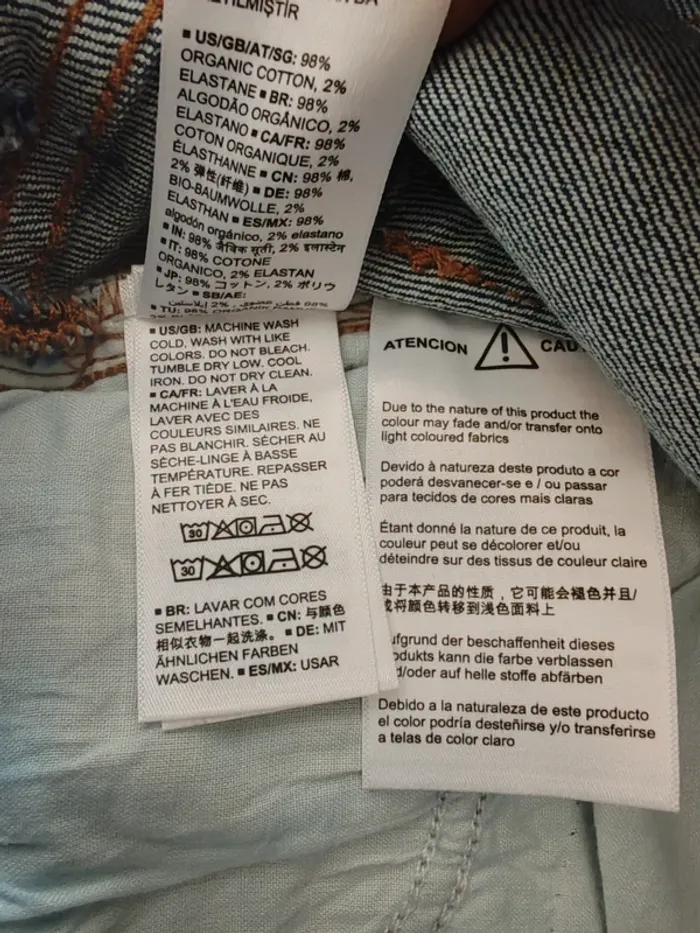 TILMIŞTİR
▪ US/GB/AT/SG: 98%
ORGANIC COTTON, 2%
ELASTANE ▪ BR: 98%
ALGODÃO ORGÂNICO, 2%
ELASTANO ▪ CA/FR: 98%
COTON ORGANIQUE, 2%
ÉLASTHANNE ▪ CN: 98% 棉,
2% 弹性(纤维) ▪ DE: 98%
BIO-BAUMWOLLE, 2%
ELASTHAN ▪ ES/MX: 98%
algodón orgánico, 2% elastano
▪ IN: 98% जैविक सूती, 2% इलास्टेन
▪ IT: 98% COTONE
ORGANICO, 2% ELASTAN
▪ JP: 98% コットン, 2% ポリウ
レタン ▪ SB/AE:
▪ TU: 98%
▪ US/GB: MACHINE WASH
COLD, WASH WITH LIKE
COLORS. DO NOT BLEACH.
TUMBLE DRY LOW. COOL
IRON. DO NOT DRY CLEAN.
▪ CA/FR: LAVER À LA
MACHINE À L'EAU FROIDE,
LAVER AVEC DES
COULEURS SIMILAIRES. NE
PAS BLANCHIR. SÉCHER AU
SÈCHE-LINGE À BASSE
TEMPÉRATURE. REPASSER
À FER TIÉDE. NE PAS
NETTOYER À SEC.
30
30
▪ BR: LAVAR COM CORES
SEMELHANTES. ▪ CN: 与颜色
相似衣物一起洗涤. ▪ DE: MIT
ÄHNLICHEN FARBEN
WASCHEN. ▪ ES/MX: USAR
ATENCION ! CAU
Due to the nature of this product the
colour may fade and/or transfer onto
light coloured fabrics
Devido à natureza deste produto a cor
poderá desvanecer-se e / ou passar
para tecidos de cores mais claras
Étant donné la nature de ce produit, la
couleur peut se décolorer et/ou
déteindre sur des tissus de couleur claire
由于本产品的性质，它可能会褪色并且/
或将颜色转移到浅色面料上
ufgrund der beschaffenheit dieses
odukts kann die farbe verblassen
d/oder auf helle stoffe abfärben
Debido a la naturaleza de este producto
el color podría desteñirse y/o transferirse
a telas de color claro